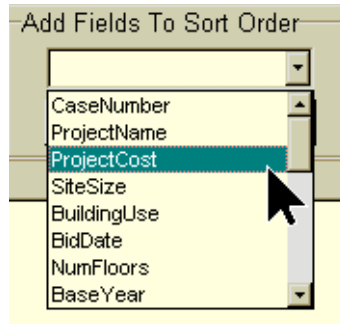 Add Fields To Sort Order
CaseNumber
ProjectName
ProjectCost
SiteSize
BuildingUse
BidDate
NumFloors
BaseYear